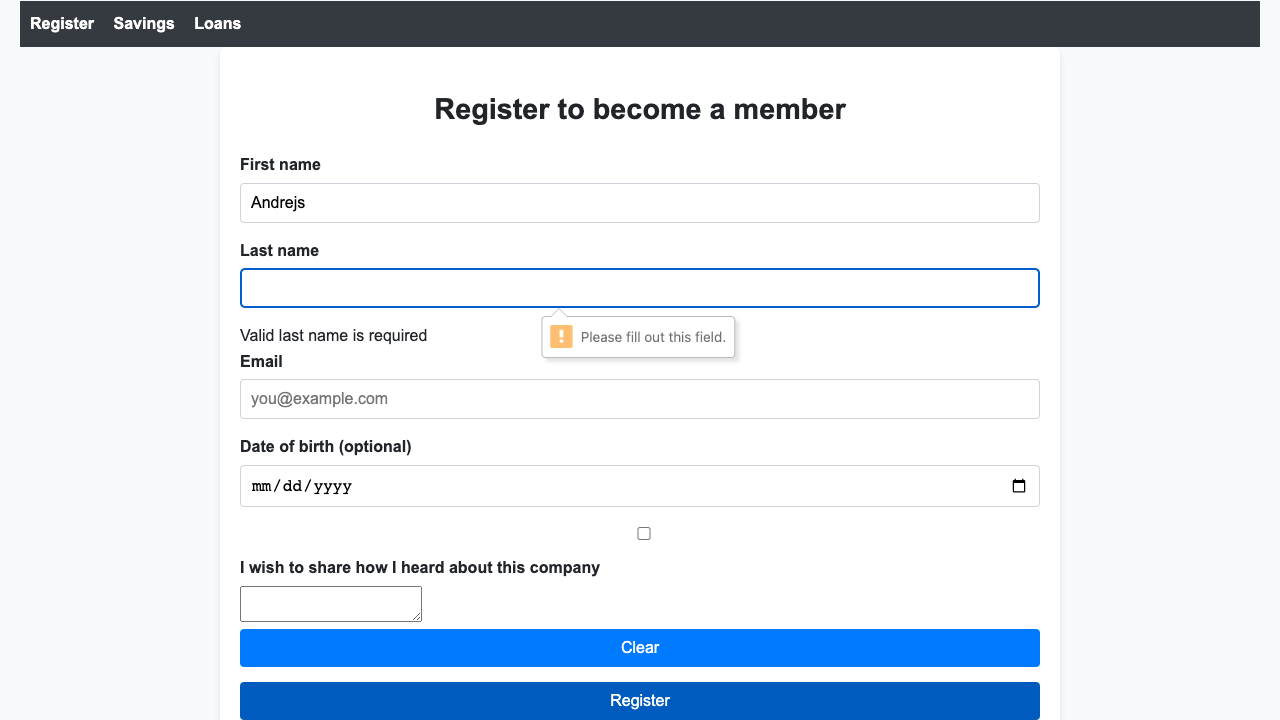 Register Savings Loans
Register to become a member
First name
Andrejs
Last name
Valid last name is required
Please fill out this field.
Email
you@example.com
Date of birth (optional)
mm/dd/yyyy
I wish to share how I heard about this company
Clear
Register